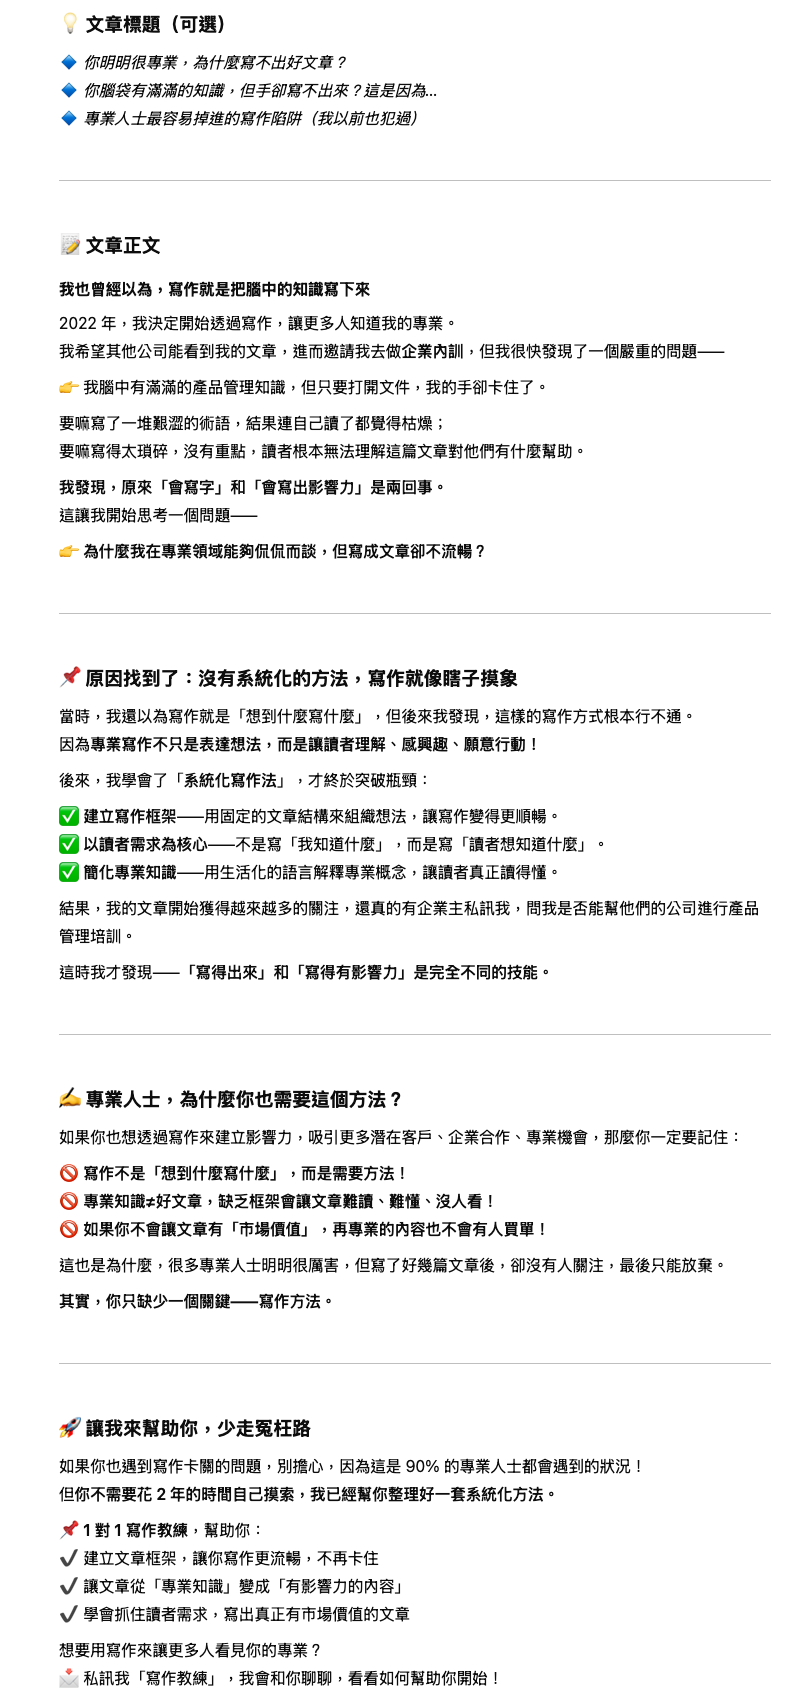 💡 文章標題（可選）
🔹 你明明很專業，為什麼寫不出好文章？
🔹 你腦袋有滿滿的知識，但手卻寫不出來？這是因為...
🔹 專業人士最容易掉進的寫作陷阱（我以前也犯過）
📝 文章正文
我也曾經以為，寫作就是把腦中的知識寫下來
2022 年，我決定開始透過寫作，讓更多人知道我的專業。
我希望其他公司能看到我的文章，進而邀請我去做企業內訓，但我很快發現了一個嚴重的問題——
👉 我腦中有滿滿的產品管理知識，但只要打開文件，我的手卻卡住了。
要嘛寫了一堆艱澀的術語，結果連自己讀了都覺得枯燥；
要嘛寫得太瑣碎，沒有重點，讀者根本無法理解這篇文章對他們有什麼幫助。
我發現，原來「會寫字」和「會寫出影響力」是兩回事。
這讓我開始思考一個問題——
👉 為什麼我在專業領域能夠侃侃而談，但寫成文章卻不流暢？
📌 原因找到了：沒有系統化的方法，寫作就像瞎子摸象
當時，我還以為寫作就是「想到什麼寫什麼」，但後來我發現，這樣的寫作方式根本行不通。
因為專業寫作不只是表達想法，而是讓讀者理解、感興趣、願意行動！
後來，我學會了「系統化寫作法」，才終於突破瓶頸：
✅ 建立寫作框架——用固定的文章結構來組織想法，讓寫作變得更順暢。
✅ 以讀者需求為核心——不是寫「我知道什麼」，而是寫「讀者想知道什麼」。
✅ 簡化專業知識——用生活化的語言解釋專業概念，讓讀者真正讀得懂。
結果，我的文章開始獲得越來越多的關注，還真的有企業主私訊我，問我是否能幫他們的公司進行產品
管理培訓。
這時我才發現——「寫得出來」和「寫得有影響力」是完全不同的技能。
✍️ 專業人士，為什麼你也需要這個方法？
如果你也想透過寫作來建立影響力，吸引更多潛在客戶、企業合作、專業機會，那麼你一定要記住：
🚫 寫作不是「想到什麼寫什麼」，而是需要方法！
🚫 專業知識≠好文章，缺乏框架會讓文章難讀、難懂、沒人看！
🚫 如果你不會讓文章有「市場價值」，再專業的內容也不會有人買單！
這也是為什麼，很多專業人士明明很厲害，但寫了好幾篇文章後，卻沒有人關注，最後只能放棄。
其實，你只缺少一個關鍵——寫作方法。
🚀 讓我來幫助你，少走冤枉路
如果你也遇到寫作卡關的問題，別擔心，因為這是 90% 的專業人士都會遇到的狀況！
但你不需要花 2 年的時間自己摸索，我已經幫你整理好一套系統化方法。
📌 1 對 1 寫作教練，幫助你：
✔️ 建立文章框架，讓你寫作更流暢，不再卡住
✔️ 讓文章從「專業知識」變成「有影響力的內容」
✔️ 學會抓住讀者需求，寫出真正有市場價值的文章
想要用寫作來讓更多人看見你的專業？
📩 私訊我「寫作教練」，我會和你聊聊，看看如何幫助你開始！